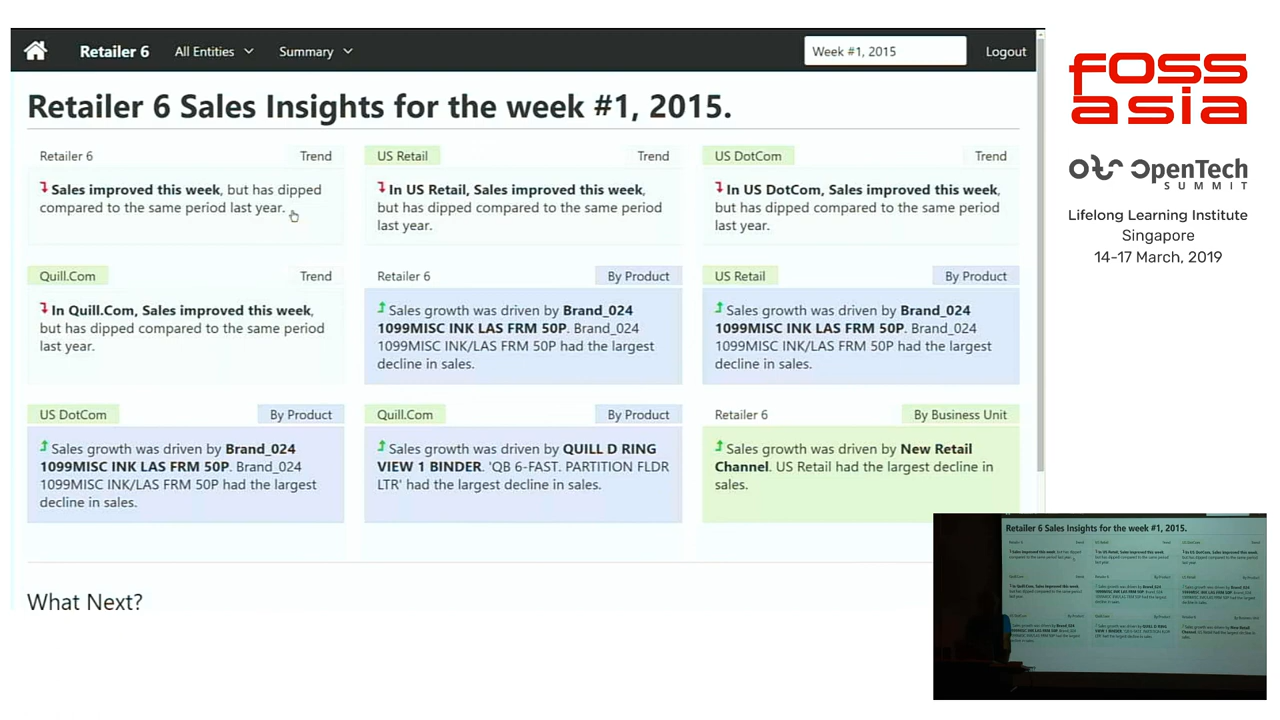 Retailer 6 All Entities Summary Week #1, 2015 Logout
Retailer 6 Sales Insights for the week #1, 2015.
Retailer 6 Trend
Sales improved this week, but has dipped
compared to the same period last year.
US Retail Trend
In US Retail, Sales improved this week,
but has dipped compared to the same period
last year.
US DotCom Trend
In US DotCom, Sales improved this week,
but has dipped compared to the same period
last year.
Quill.Com Trend
In Quill.Com, Sales improved this week,
but has dipped compared to the same period
last year.
Retailer 6 By Product
Sales growth was driven by Brand_024
1099MISC INK LAS FRM 50P. Brand_024
1099MISC INK/LAS FRM 50P had the largest
decline in sales.
US Retail By Product
Sales growth was driven by Brand_024
1099MISC INK LAS FRM 50P. Brand_024
1099MISC INK/LAS FRM 50P had the largest
decline in sales.
US DotCom By Product
Sales growth was driven by Brand_024
1099MISC INK LAS FRM 50P. Brand_024
1099MISC INK/LAS FRM 50P had the largest
decline in sales.
Quill.Com By Product
Sales growth was driven by QUILL D RING
VIEW 1 BINDER. 'QB 6-FAST. PARTITION FLDR
LTR' had the largest decline in sales.
Retailer 6 By Business Unit
Sales growth was driven by New Retail
Channel. US Retail had the largest decline in
sales.
What Next?
FOSS
asia
OpenTech
SUMMIT
Lifelong Learning Institute
Singapore
14-17 March, 2019
Retailer 6 Sales Insights for the week #1, 2015.